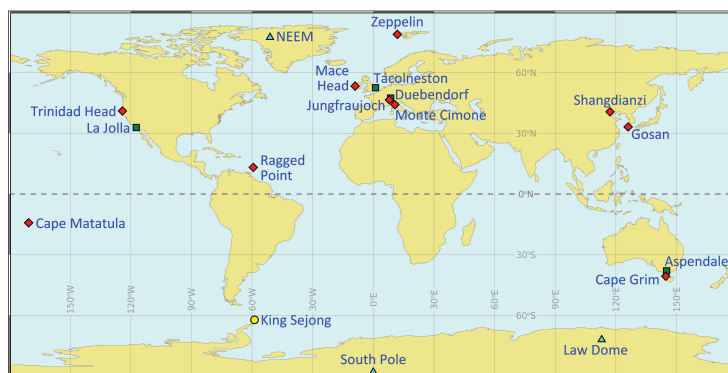 Zeppelin
NEEM
Mace
Head
Tacolneston
60°N
Duebendorf
Jungfraujoch
Monte Cimone
Shangdianzi
Trinidad Head
La Jolla
30°N
Gosan
Ragged
Point
0°N
Cape Matatula
30°S
Aspendale
Cape Grim
150°W
120°W
90°W
60°W
30°W
0°E
30°E
60°E
90°E
120°E
150°E
King Sejong
60°S
South Pole
Law Dome